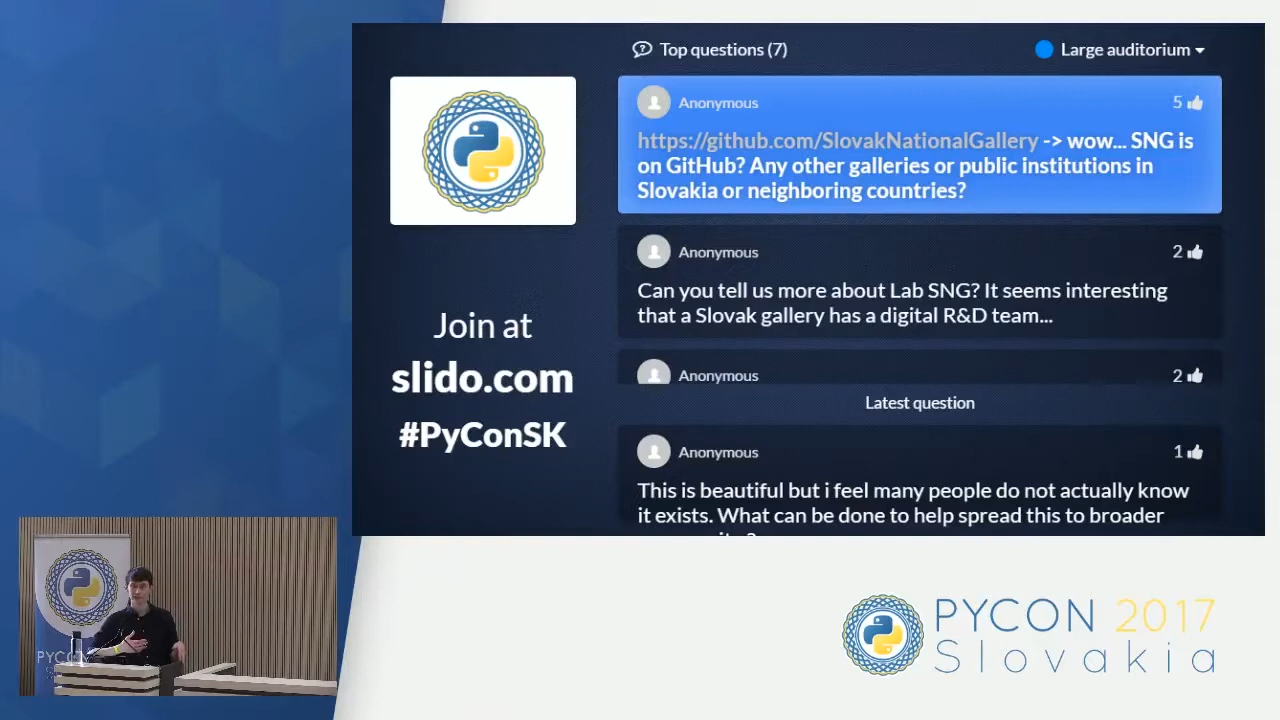 Top questions (7)
Large auditorium
Anonymous
5
https://github.com/SlovakNationalGallery -> wow... SNG is
on GitHub? Any other galleries or public institutions in
Slovakia or neighboring countries?
Anonymous
2
Can you tell us more about Lab SNG? It seems interesting
that a Slovak gallery has a digital R&D team...
Anonymous
2
Latest question
Anonymous
1
This is beautiful but i feel many people do not actually know
it exists. What can be done to help spread this to broader
Join at
slido.com
#PyConSK
PYCON
PYCON 2017
Slovakia